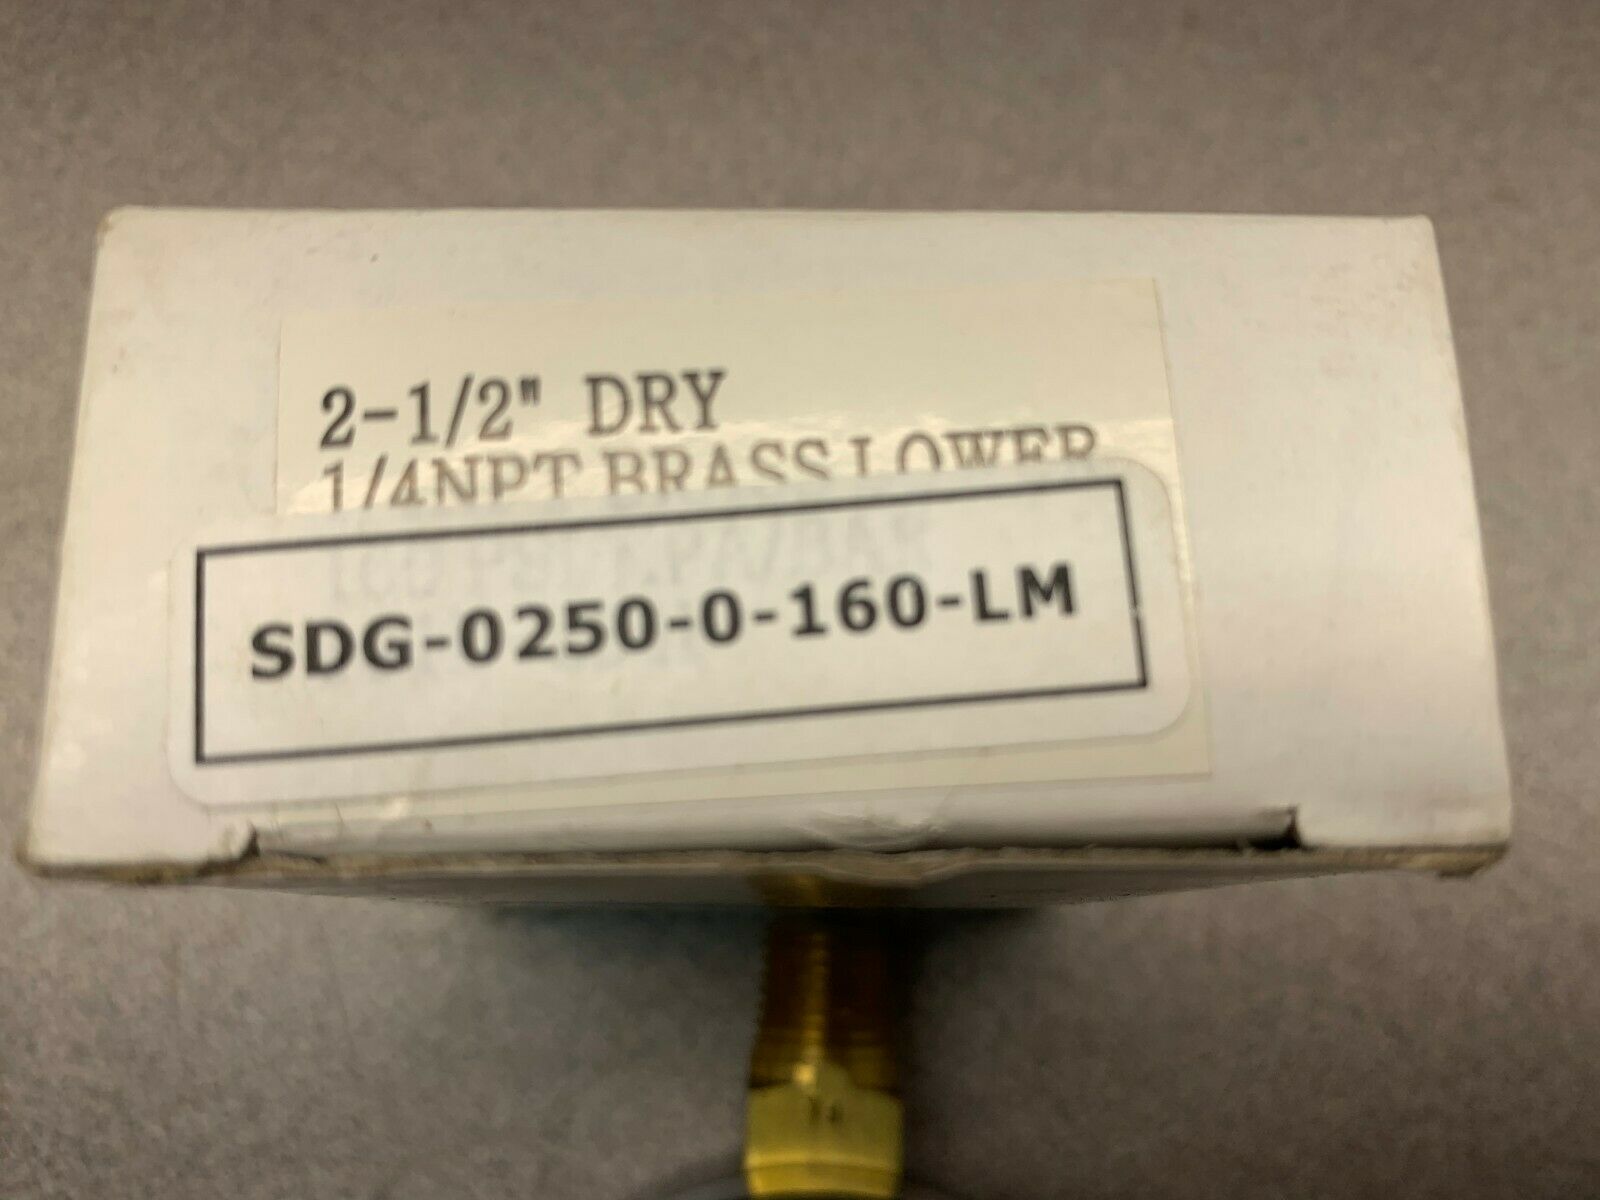 2-1/2" DRY
1/4NPT BRASS LOWER
SDG-0250-0-160-LM